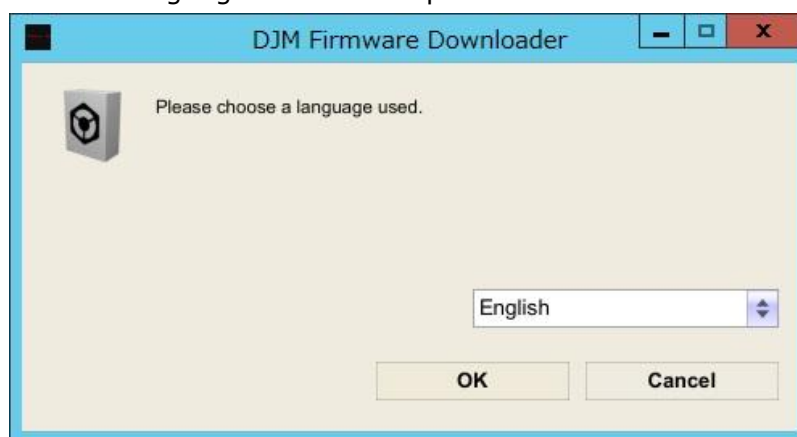 DJM Firmware Downloader
Please choose a language used.
English
OK
Cancel